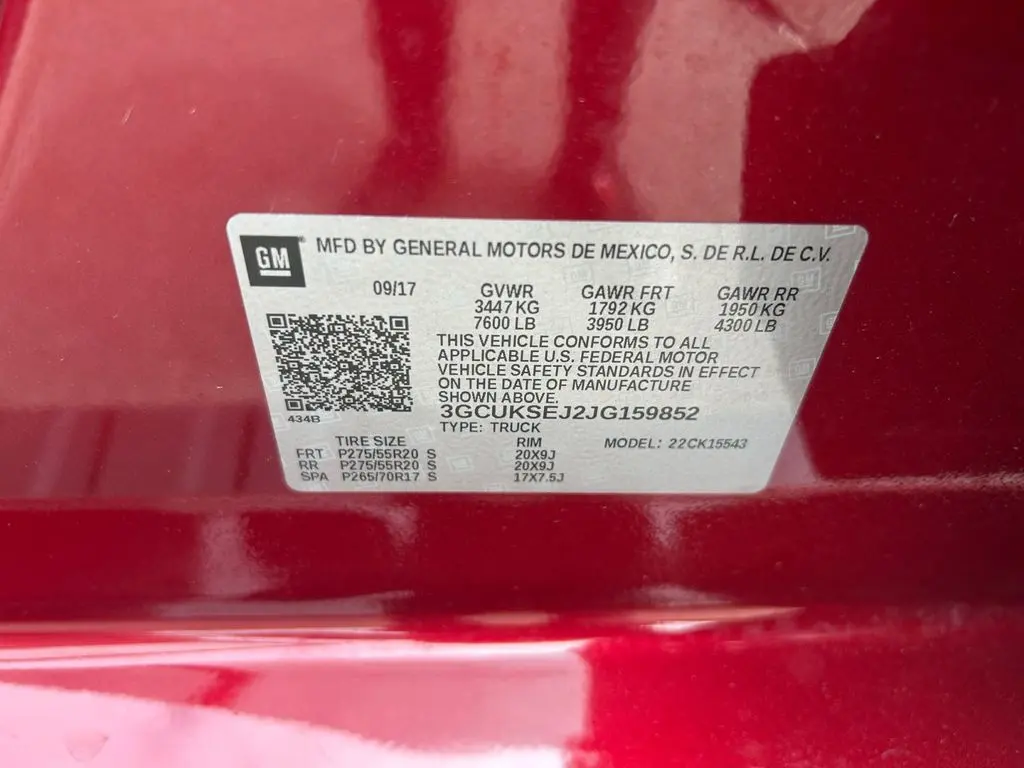 GM
MFD BY GENERAL MOTORS DE MEXICO, S. DE R.L. DE C.V.
09/17 GVWR GAWR FRT GAWR RR
3447 KG 1792 KG 1950 KG
7600 LB 3950 LB 4300 LB
THIS VEHICLE CONFORMS TO ALL
APPLICABLE U.S. FEDERAL MOTOR
VEHICLE SAFETY STANDARDS IN EFFECT
ON THE DATE OF MANUFACTURE
SHOWN ABOVE.
3GCUKSEJ2JG159852
434B
TYPE: TRUCK
TIRE SIZE RIM MODEL: 22CK15543
FRT P275/55R20 S 20X9J
RR P275/55R20 S 20X9J
SPA P265/70R17 S 17X7.5J